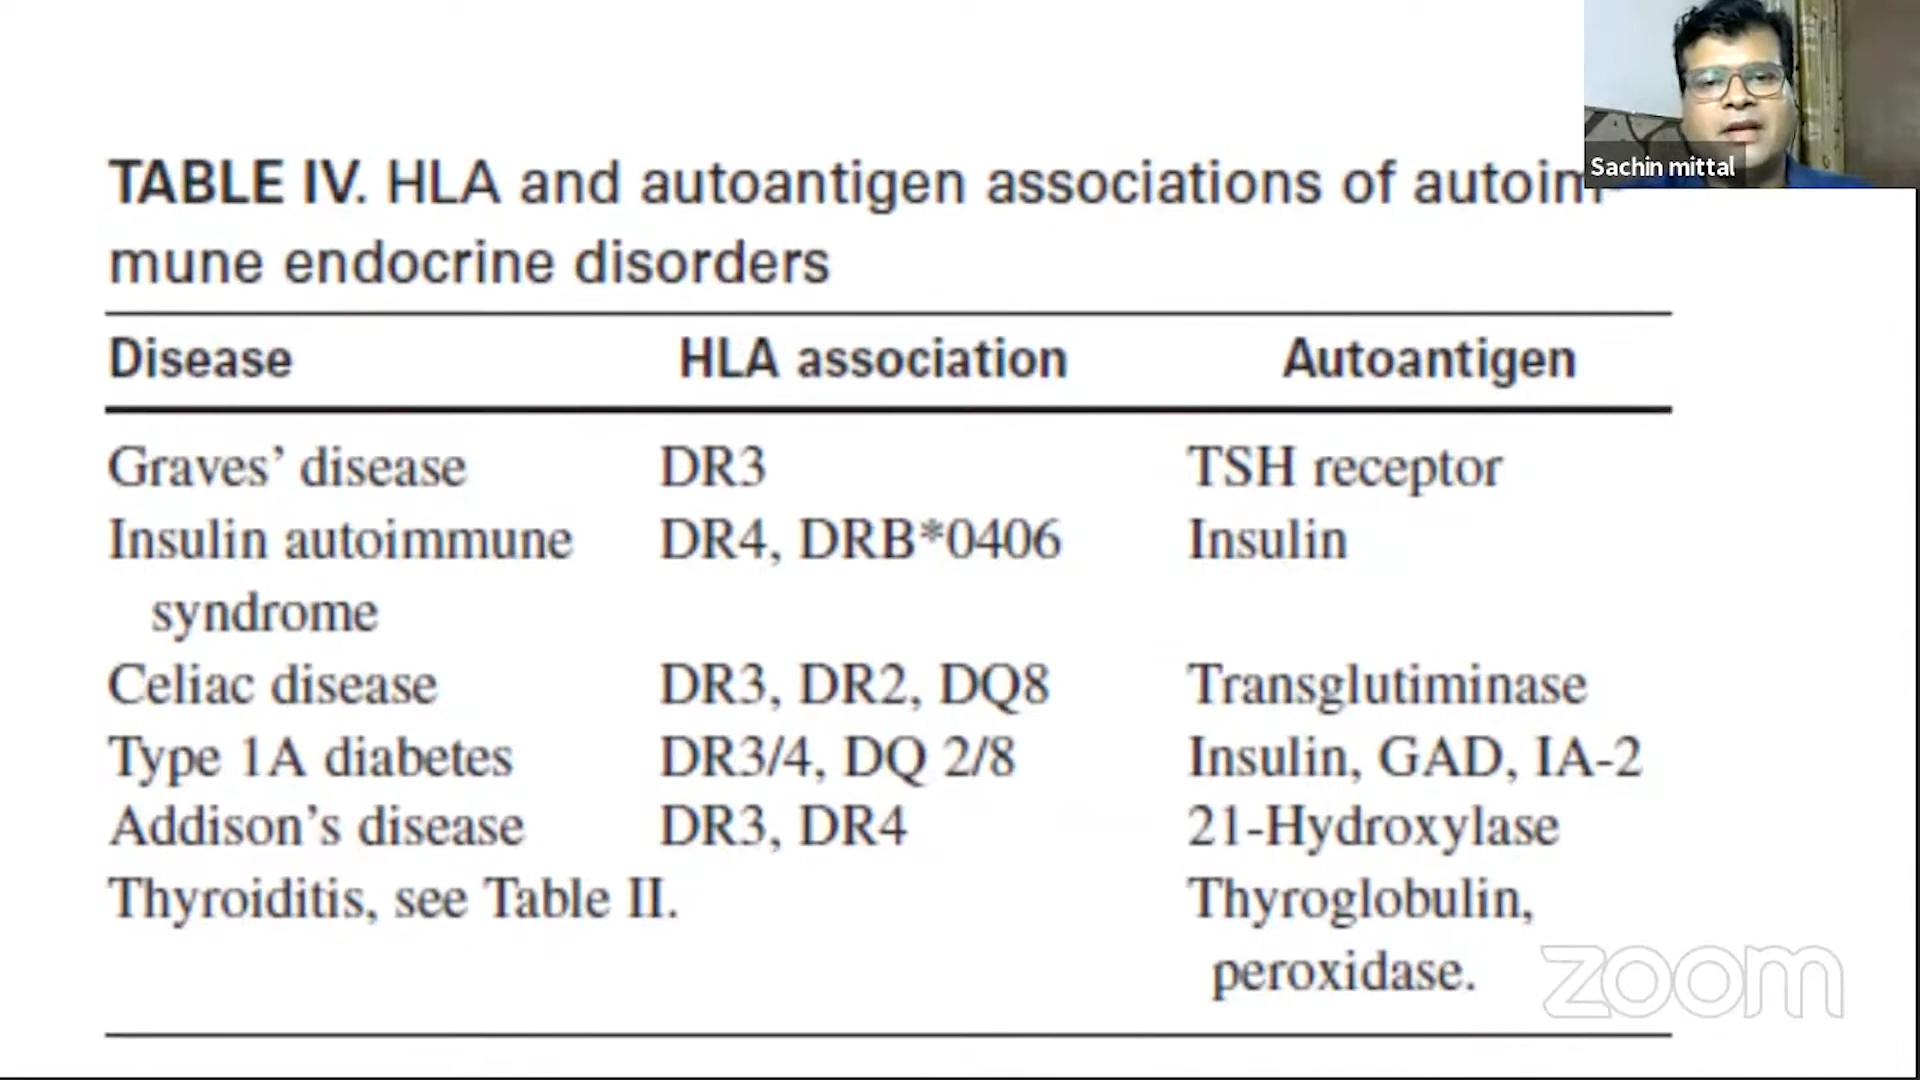 Sachin mittal
TABLE IV. HLA and autoantigen associations of autoim-
mune endocrine disorders
Disease HLA association Autoantigen
Graves’ disease DR3 TSH receptor
Insulin autoimmune DR4, DRB*0406 Insulin
syndrome
Celiac disease DR3, DR2, DQ8 Transglutiminase
Type 1A diabetes DR3/4, DQ 2/8 Insulin, GAD, IA-2
Addison’s disease DR3, DR4 21-Hydroxylase
Thyroiditis, see Table II. Thyroglobulin,
peroxidase.
zoom